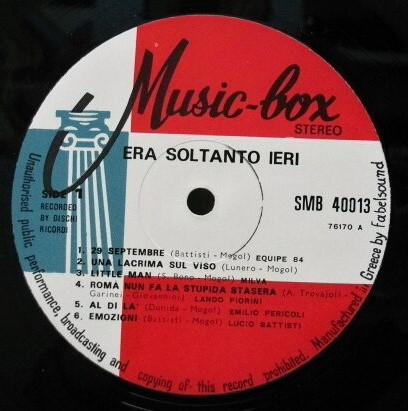 Music-box
STEREO
ERA SOLTANTO IERI
SIDE 1
RECORDED
BY DISCHI
RICORDI
SMB 40013
76170 A
1. 29 SEPTEMBRE (Battisti - Mogol) EQUIPE 84
2. UNA LACRIMA SUL VISO (Lunero - Mogol)
3. LITTLE MAN (S. Bono - Mogol) MILVA
4. ROMA NUN FA LA STUPIDA STASERA (A. Trovajoli -
Garinei - Giovannini) LANDO FIORINI
5. AL DI LA' (Donida - Mogol) EMILIO PERICOLI
6. EMOZIONI (Battisti - Mogol) LUCIO BATTISTI
Unauthorised public performance, broadcasting and copying of this record prohibited. Manufactured in Greece by Fabelsound